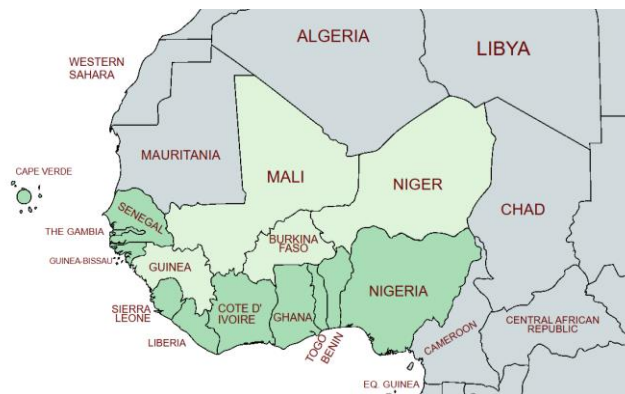 ALGERIA
LIBYA
WESTERN
SAHARA
MAURITANIA
CAPE VERDE
MALI
NIGER
CHAD
SENEGAL
THE GAMBIA
BURKINA
FASO
GUINEA-BISSAU
GUINEA
NIGERIA
SIERRA
LEONE
COTE D'
IVOIRE
GHANA
CENTRAL AFRICAN
REPUBLIC
LIBERIA
TOGO
BENIN
CAMEROON
EQ. GUINEA